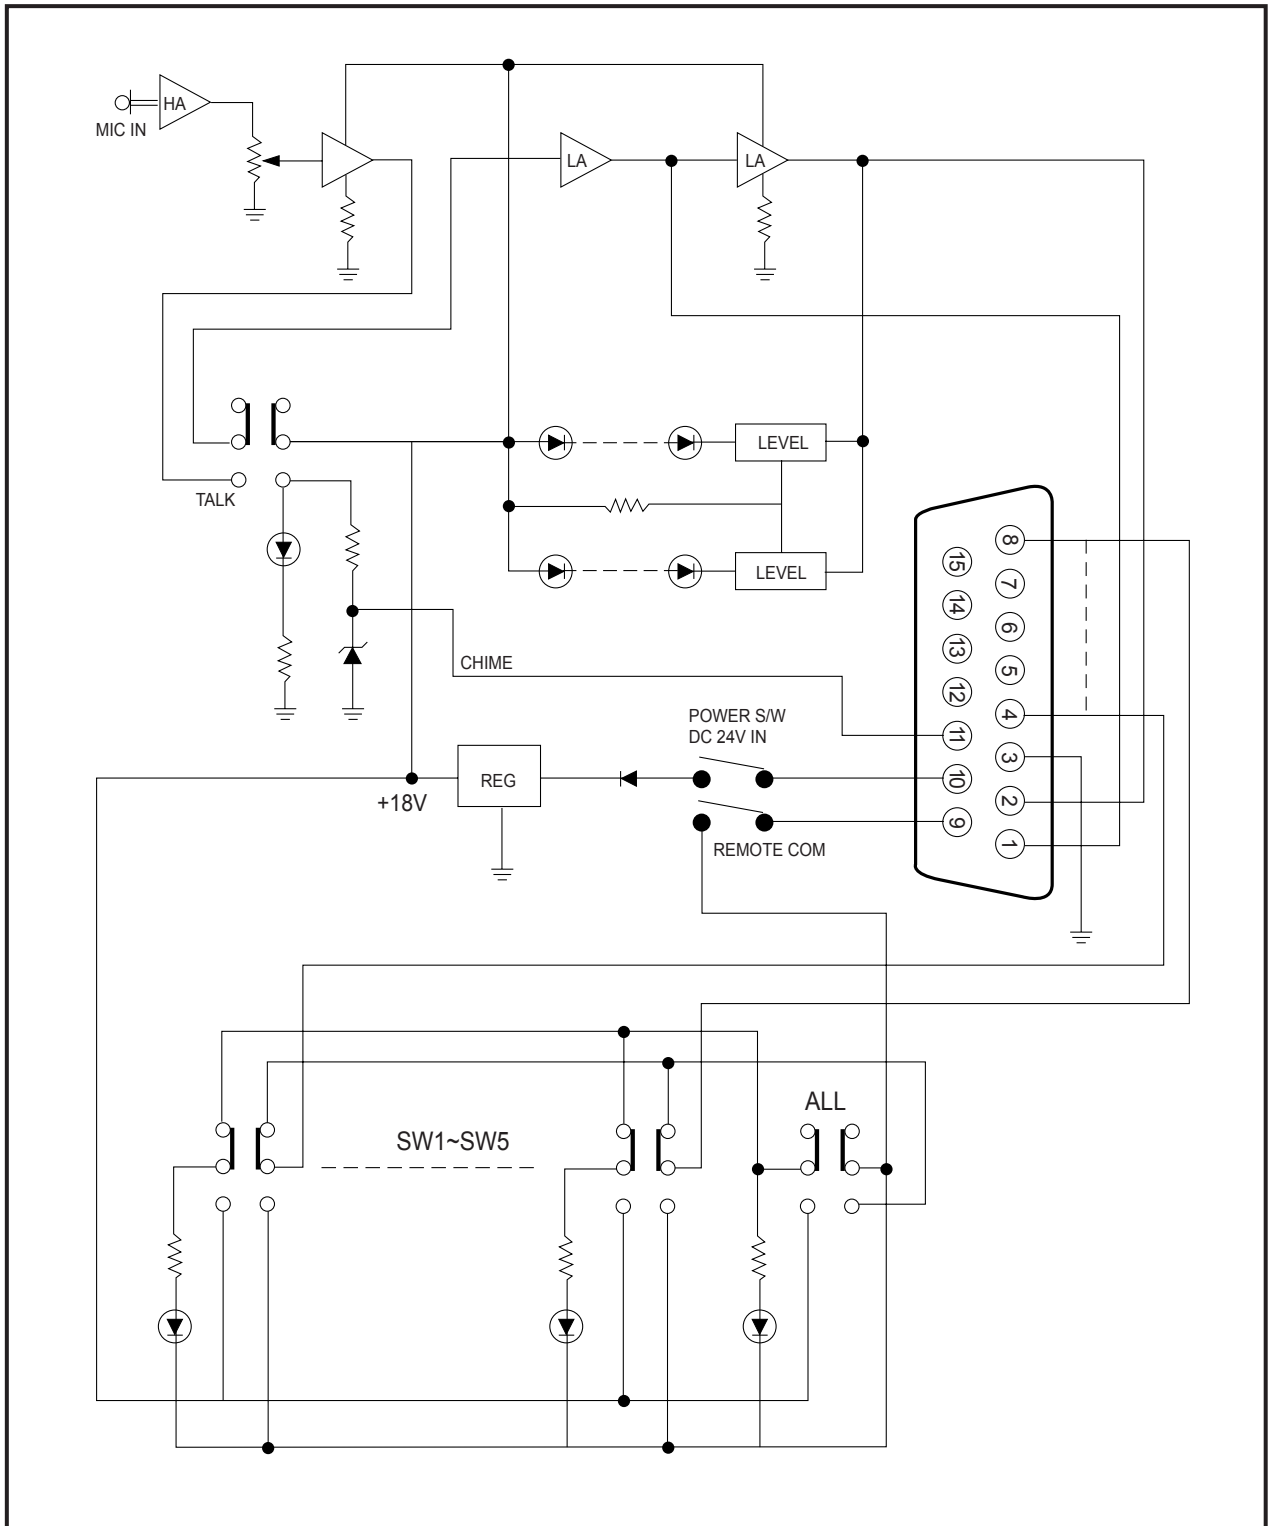 HA
MIC IN
LA
LA
TALK
LEVEL
LEVEL
CHIME
POWER S/W
DC 24V IN
REG
+18V
REMOTE COM
8
15
7
14
6
13
5
12
4
11
3
10
2
9
1
ALL
SW1~SW5